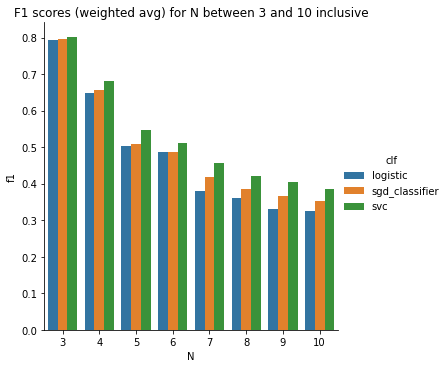 F1 scores (weighted avg) for N between 3 and 10 inclusive
0.8
0.7
0.6
0.5
0.4
0.3
0.2
0.1
0.0
f1
3 4 5 6 7 8 9 10
N
clf
logistic
sgd_classifier
svc